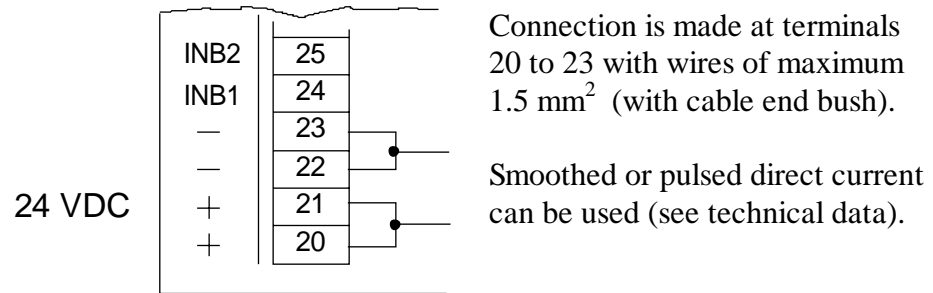 INB2 25
INB1 24
— 23
— 22
24 VDC + 21
+ 20
Connection is made at terminals
20 to 23 with wires of maximum
1.5 mm² (with cable end bush).
Smoothed or pulsed direct current
can be used (see technical data).